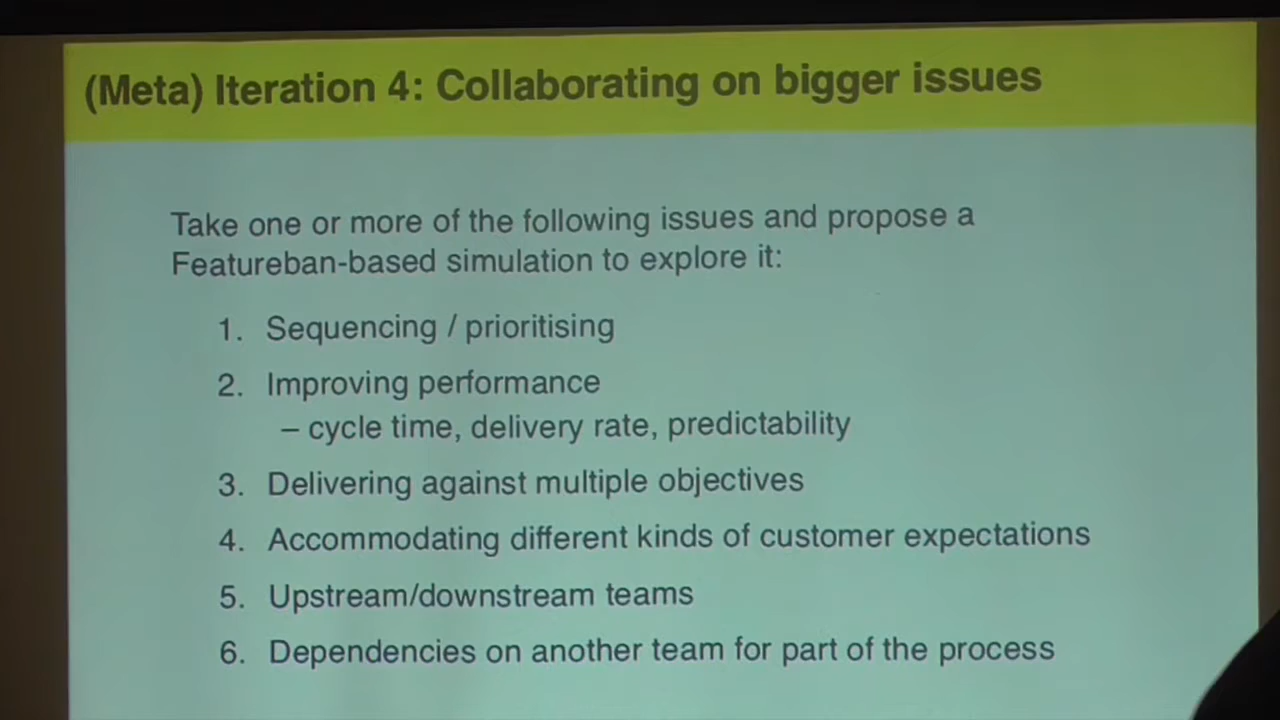 (Meta) Iteration 4: Collaborating on bigger issues
Take one or more of the following issues and propose a
Featureban-based simulation to explore it:
1. Sequencing / prioritising
2. Improving performance
– cycle time, delivery rate, predictability
3. Delivering against multiple objectives
4. Accommodating different kinds of customer expectations
5. Upstream/downstream teams
6. Dependencies on another team for part of the process